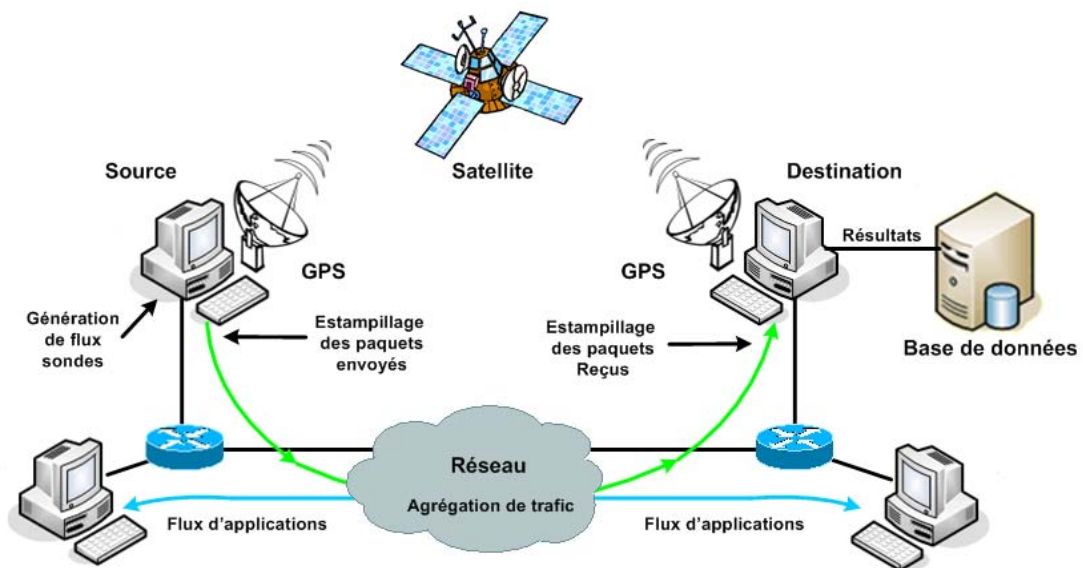 Satellite
Source
GPS
Génération
de flux
sondes
Estampillage
des paquets
envoyés
Destination
GPS
Résultats
Estampillage
des paquets
Reçus
Base de données
Réseau
Agrégation de trafic
Flux d'applications
Flux d'applications